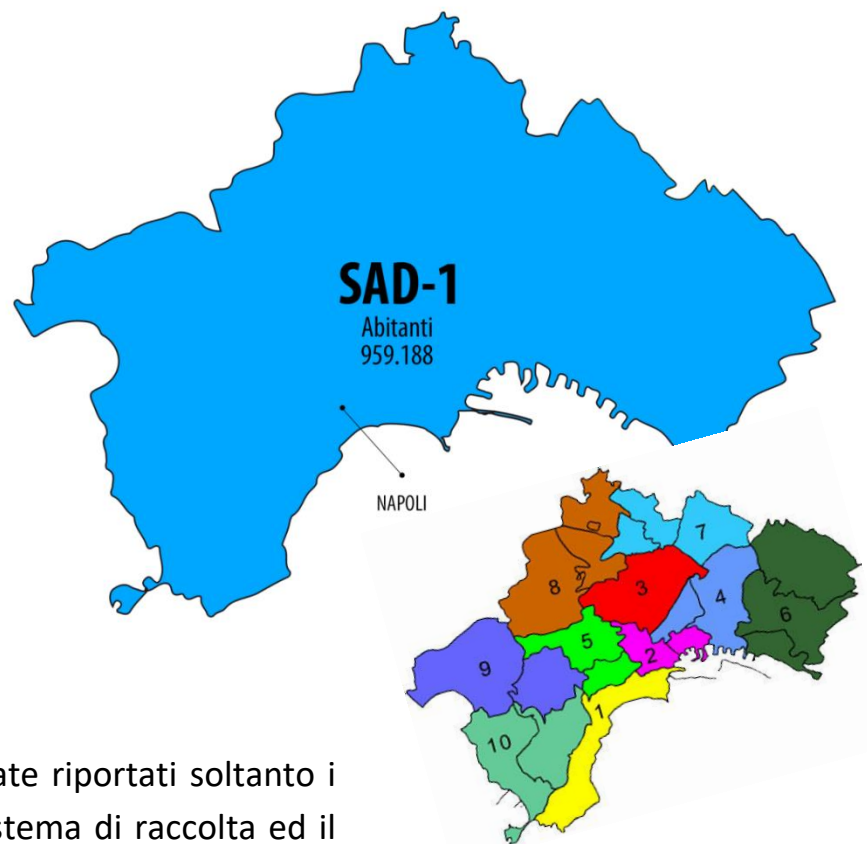 SAD-1
Abitanti
959.188
NAPOLI
7
3
4
8
6
5
2
9
1
10
ate riportati soltanto i
stema di raccolta ed il